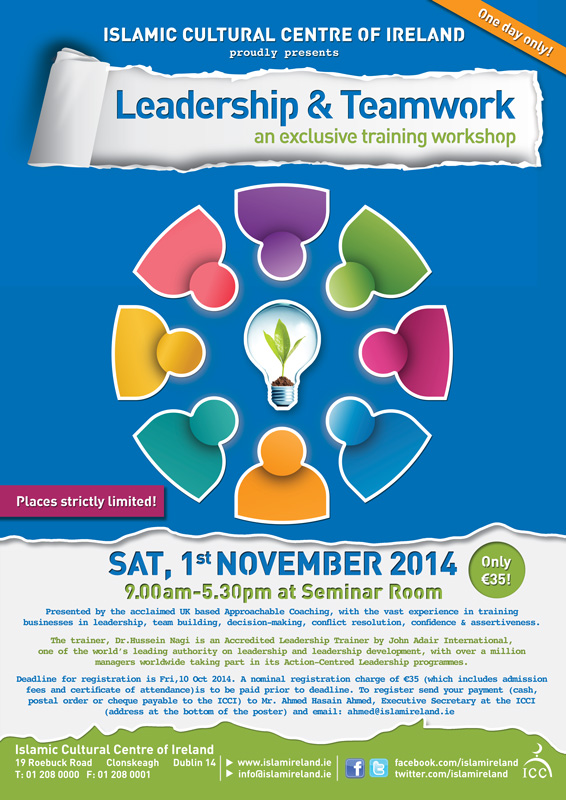 One day only!
ISLAMIC CULTURAL CENTRE OF IRELAND
proudly presents
Leadership & Teamwork
an exclusive training workshop
Places strictly limited!
SAT, 1st NOVEMBER 2014
9.00am-5.30pm at Seminar Room
Only
€35!
Presented by the acclaimed UK based Approachable Coaching, with the vast experience in training
businesses in leadership, team building, decision-making, conflict resolution, confidence & assertiveness.
The trainer, Dr.Hussein Nagi is an Accredited Leadership Trainer by John Adair International,
one of the world's leading authority on leadership and leadership development, with over a million
managers worldwide taking part in its Action-Centred Leadership programmes.
Deadline for registration is Fri,10 Oct 2014. A nominal registration charge of €35 (which includes admission
fees and certificate of attendance)is to be paid prior to deadline. To register send your payment (cash,
postal order or cheque payable to the ICCI) to Mr. Ahmed Hasain Ahmed, Executive Secretary at the ICCI
(address at the bottom of the poster) and email: ahmed@islamireland.ie
Islamic Cultural Centre of Ireland
19 Roebuck Road Clonskeagh Dublin 14
T: 01 208 0000 F: 01 208 0001
www.islamireland.ie
info@islamireland.ie
facebook.com/islamireland
twitter.com/islamireland
ICCI